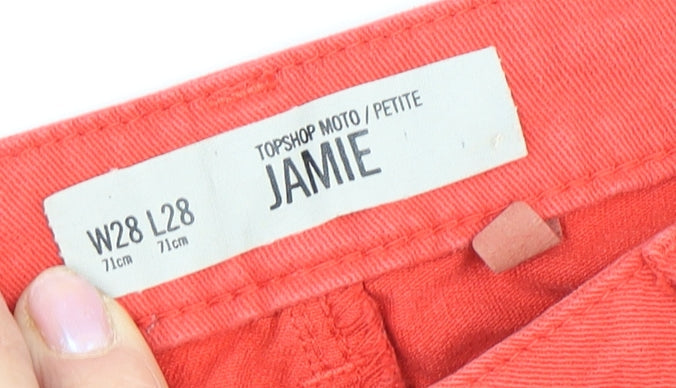 TOPSHOP MOTO / PETITE
JAMIE
W28 L28
71cm 71cm